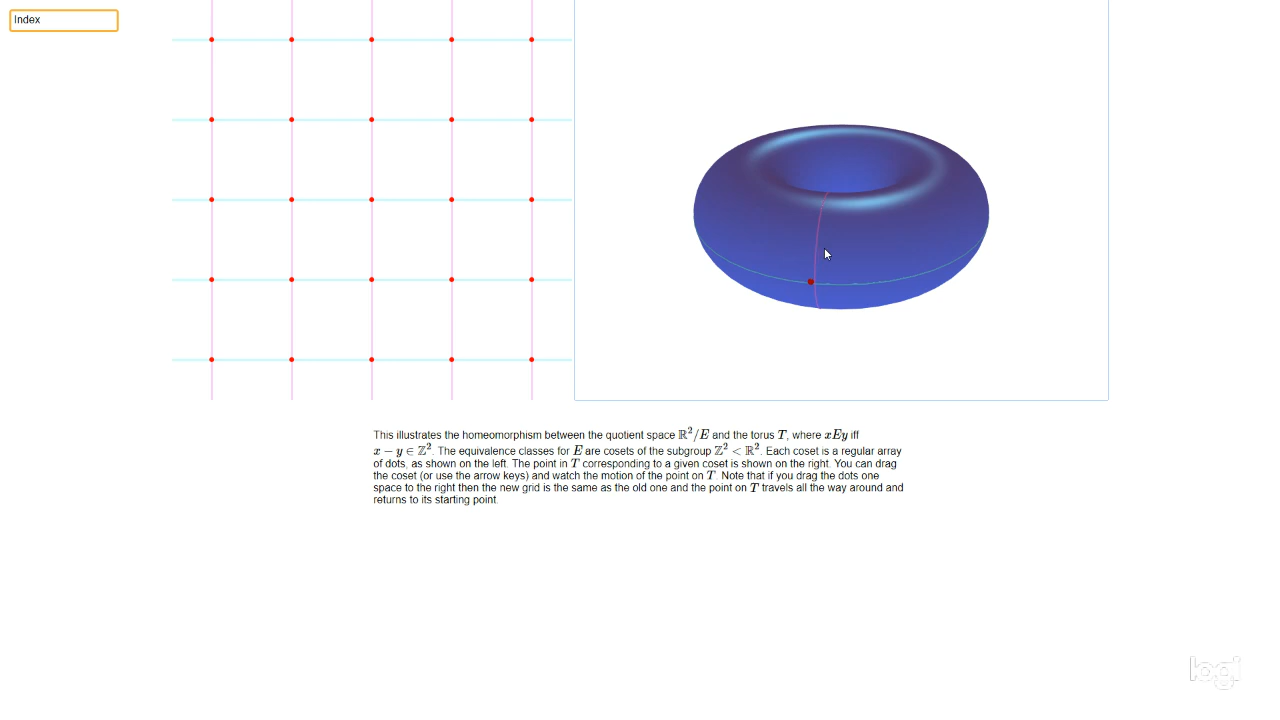 Index
This illustrates the homeomorphism between the quotient space ℝ²/E and the torus T, where xEy iff
x − y ∈ ℤ². The equivalence classes for E are cosets of the subgroup ℤ² < ℝ². Each coset is a regular array
of dots, as shown on the left. The point in T corresponding to a given coset is shown on the right. You can drag
the coset (or use the arrow keys) and watch the motion of the point on T. Note that if you drag the dots one
space to the right then the new grid is the same as the old one and the point on T travels all the way around and
returns to its starting point.
logi